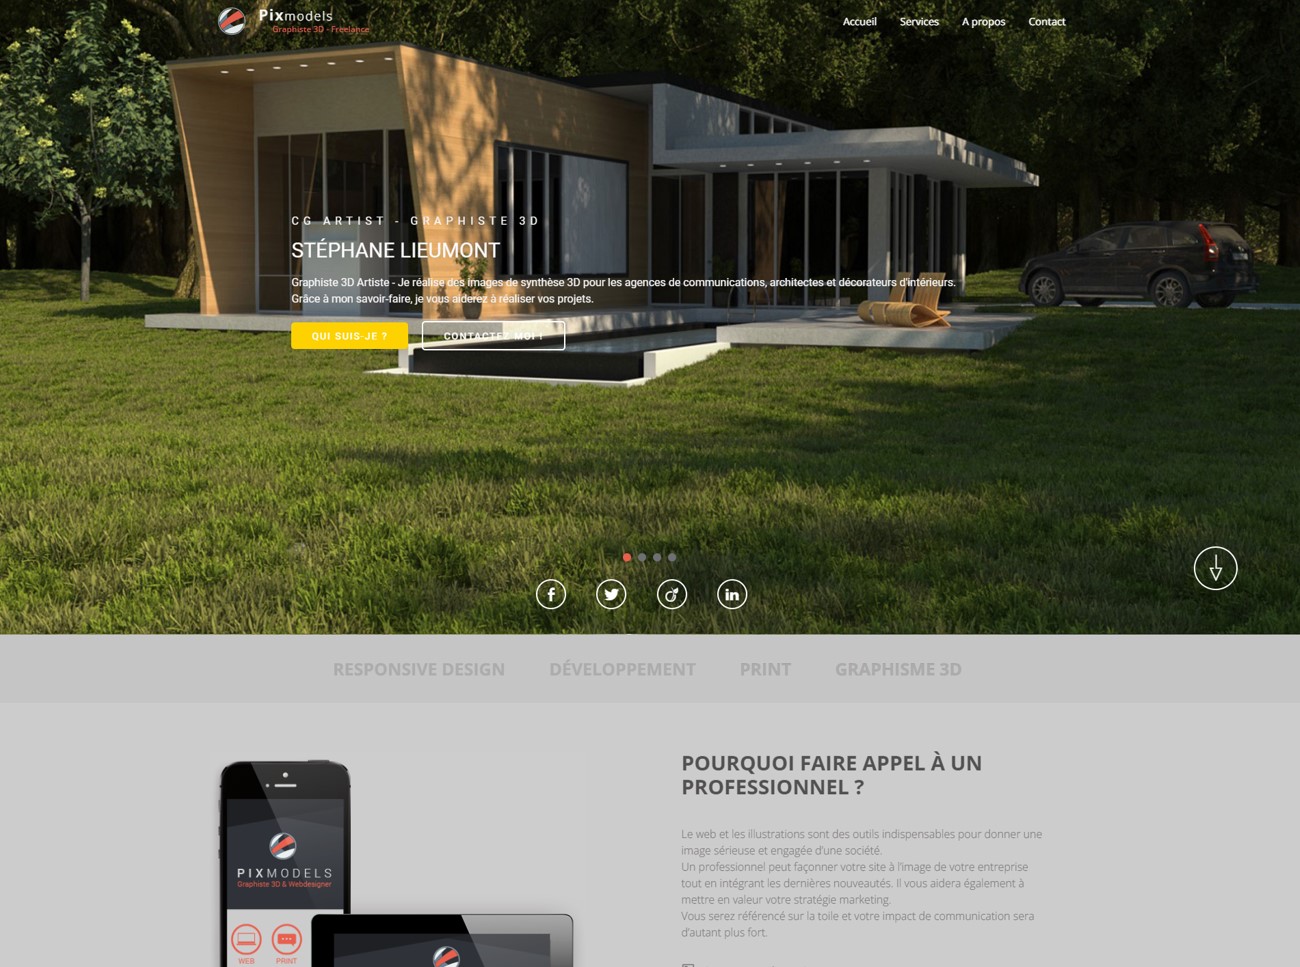 Pixmodels
Graphiste 3D - Freelance
Accueil Services A propos Contact
CG ARTIST - GRAPHISTE 3D
STÉPHANE LIEUMONT
Graphiste 3D Artiste - Je réalise des images de synthèse 3D pour les agences de communications, architectes et décorateurs d'intérieurs.
Grâce à mon savoir-faire, je vous aiderez à réaliser vos projets.
QUI SUIS-JE ? CONTACTEZ MOI !
RESPONSIVE DESIGN DÉVELOPPEMENT PRINT GRAPHISME 3D
POURQUOI FAIRE APPEL À UN
PROFESSIONNEL ?
Le web et les illustrations sont des outils indispensables pour donner une
image sérieuse et engagée d'une société.
Un professionnel peut façonner votre site à l'image de votre entreprise
tout en intégrant les dernières nouveautés. Il vous aidera également à
mettre en valeur votre stratégie marketing.
Vous serez référencé sur la toile et votre impact de communication sera
d'autant plus fort.
PIXMODELS
Graphiste 3D & Webdesigner
WEB PRINT